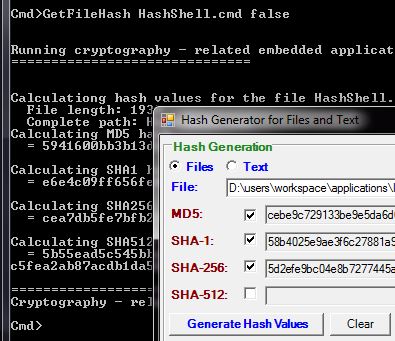 Cmd>GetFileHash HashShell.cmd false
Running cryptography - related embedded applicat
==============================
Calculationg hash values for the file HashShell.
File length: 193
Complete path: H
Calculating MD5 ha
= 5941600bb3b13d
Calculating SHA1 h
= e6e4c09ff656fe
Calculating SHA256
= cea7db5fe7bfb2
Calculating SHA512
= 5b55ead5c545bb
c5fea2ab87acdb1da5
Cryptography - rel
Cmd>
Hash Generator for Files and Text
Hash Generation
Files Text
File: D:\users\workspace\applications\
MD5: cebe9c729133be9e5da6d
SHA-1: 58b4025e9ae3f6c27881a9
SHA-256: 5d2efe9bc04e8b7277445a
SHA-512:
Generate Hash Values Clear